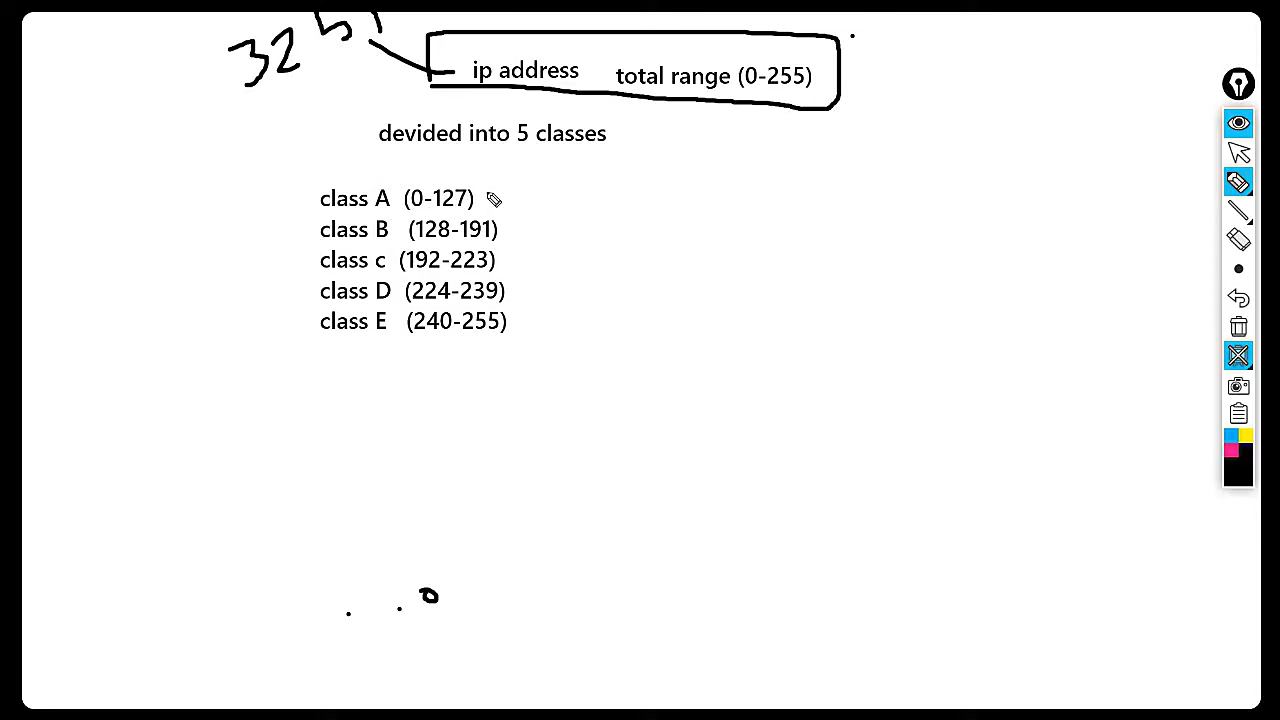 32 bi
ip address total range (0-255)
devided into 5 classes
class A (0-127)
class B (128-191)
class c (192-223)
class D (224-239)
class E (240-255)